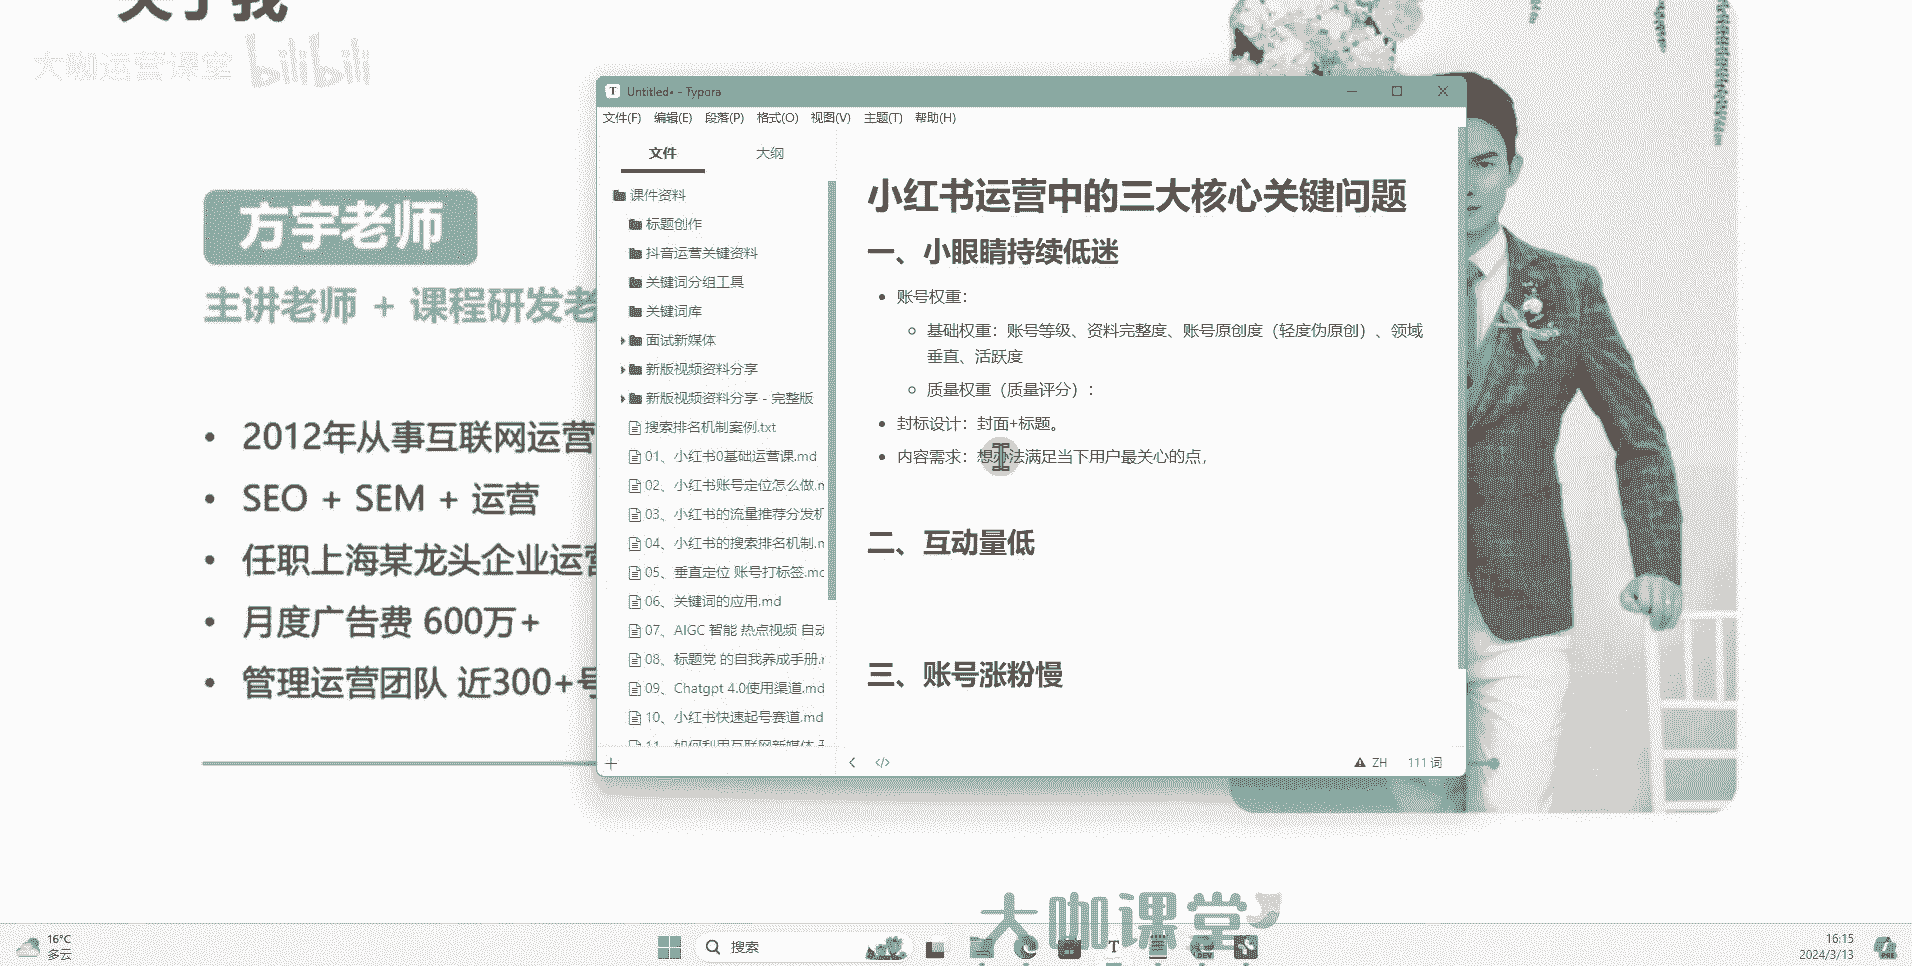 关于我
大咖运营课堂 bilibili
方宇老师
主讲老师 + 课程研发老
2012年从事互联网运营
SEO + SEM + 运营
任职上海某龙头企业运营
月度广告费 600万+
管理运营团队 近300+号
Untitled• - Typora
文件(F) 编辑(E) 段落(P) 格式(O) 视图(V) 主题(T) 帮助(H)
文件 大纲
课件资料
标题创作
抖音运营关键资料
关键词分组工具
关键词库
面试新媒体
新版视频资料分享
新版视频资料分享 - 完整版
搜索排名机制案例.txt
01、小红书0基础运营课.md
02、小红书账号定位怎么做.m
03、小红书的流量推荐分发机
04、小红书的搜索排名机制.m
05、垂直定位 账号打标签.md
06、关键词的应用.md
07、AIGC 智能 热点视频 自动
08、标题党 的自我养成手册.m
09、Chatgpt 4.0使用渠道.md
10、小红书快速起号赛道.md
11、如何利用互联网新媒体
小红书运营中的三大核心关键问题
一、小眼睛持续低迷
账号权重：
基础权重：账号等级、资料完整度、账号原创度（轻度伪原创）、领域
垂直、活跃度
质量权重（质量评分）：
封标设计：封面+标题。
内容需求：想办法满足当下用户最关心的点，
二、互动量低
三、账号涨粉慢
ZH 111 词
大咖课堂
16°C
多云
搜索
16:15
2024/3/13